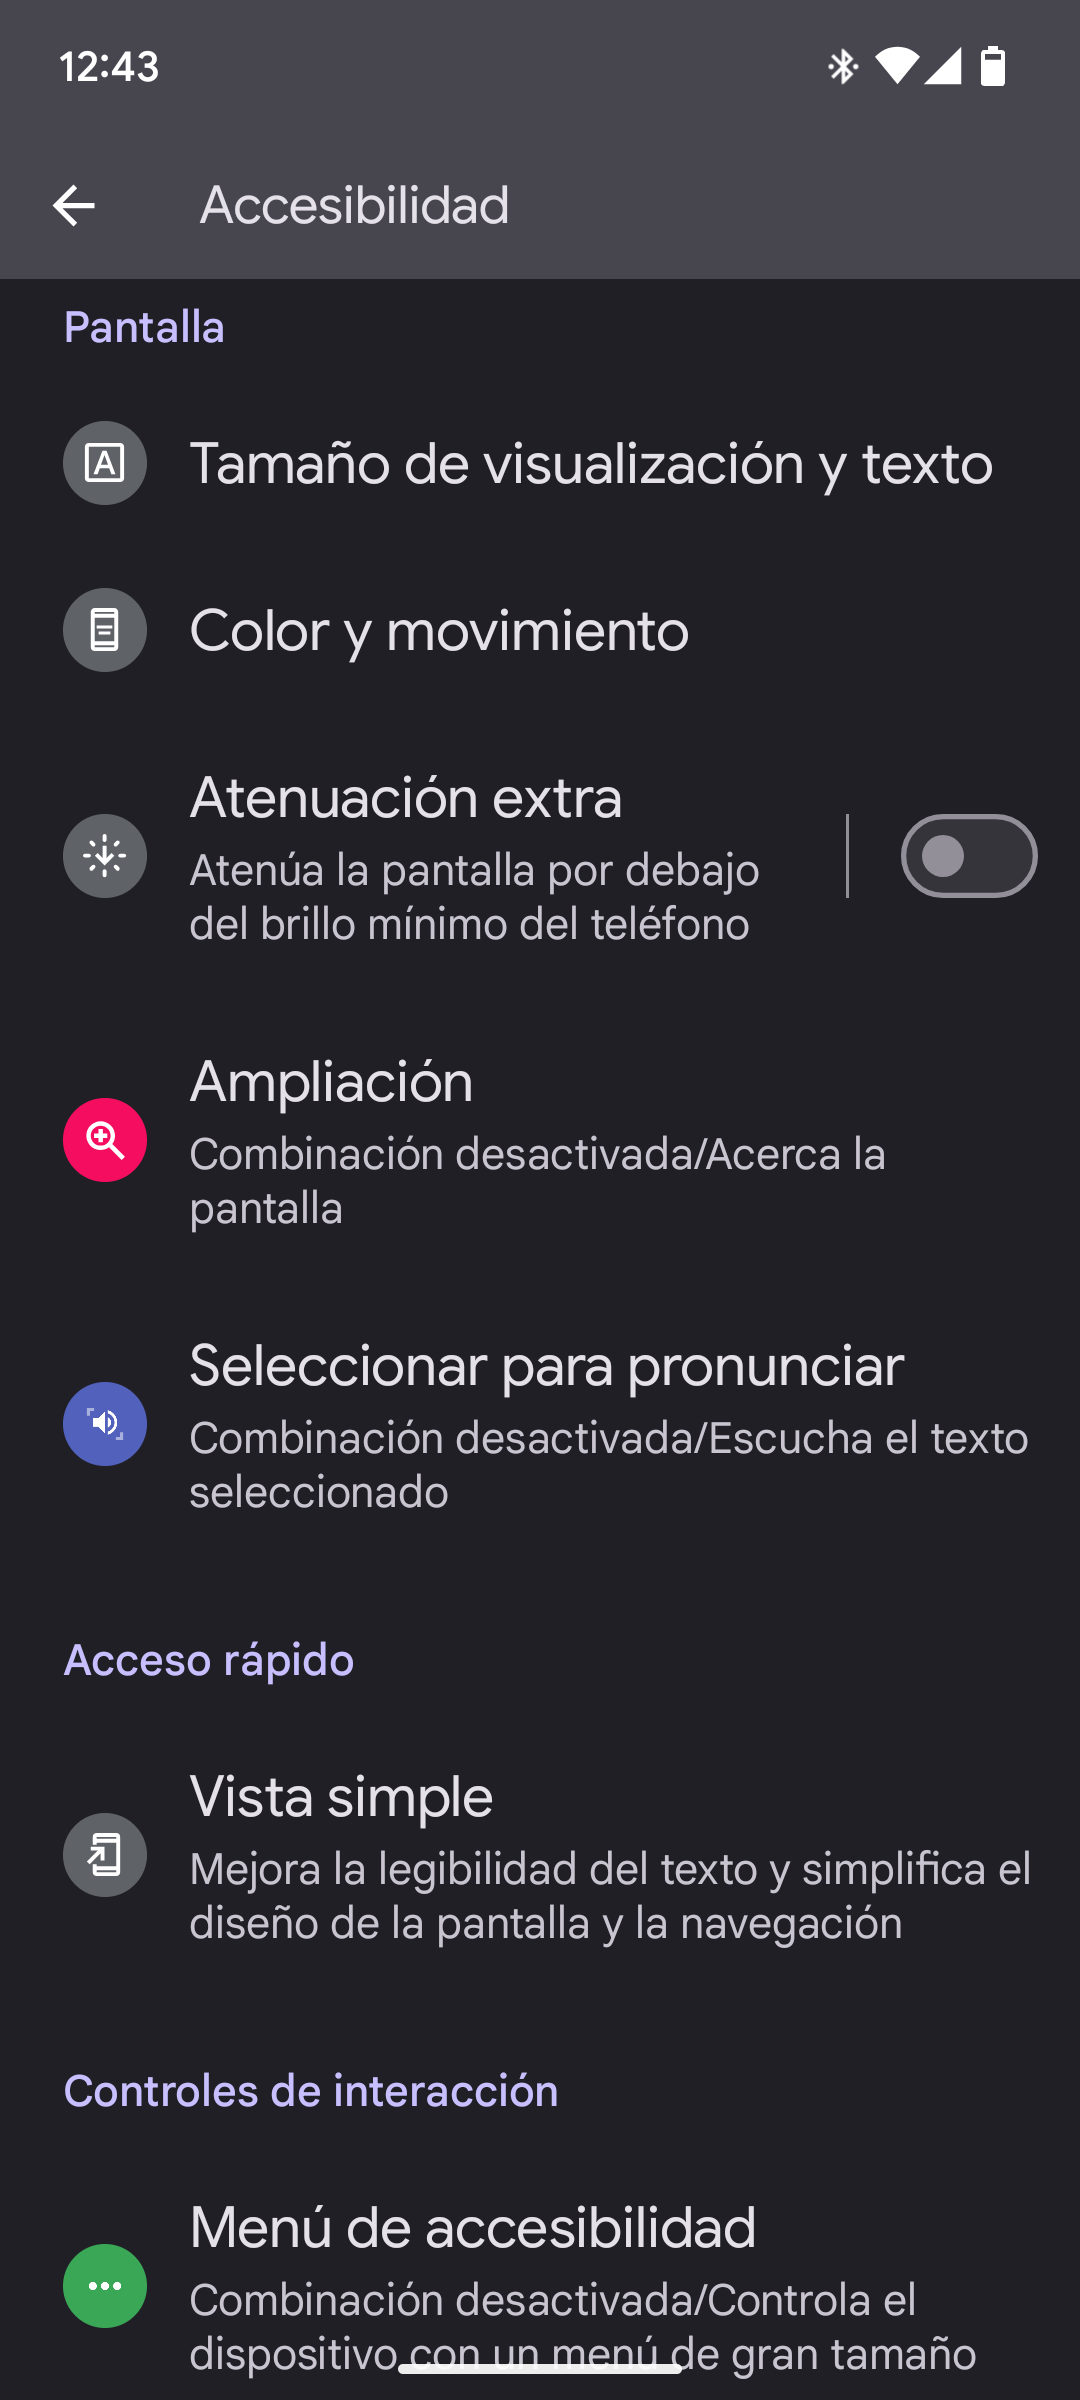 12:43
Accesibilidad
Pantalla
Tamaño de visualización y texto
Color y movimiento
Atenuación extra
Atenúa la pantalla por debajo
del brillo mínimo del teléfono
Ampliación
Combinación desactivada/Acerca la
pantalla
Seleccionar para pronunciar
Combinación desactivada/Escucha el texto
seleccionado
Acceso rápido
Vista simple
Mejora la legibilidad del texto y simplifica el
diseño de la pantalla y la navegación
Controles de interacción
Menú de accesibilidad
Combinación desactivada/Controla el
dispositivo con un menú de gran tamaño